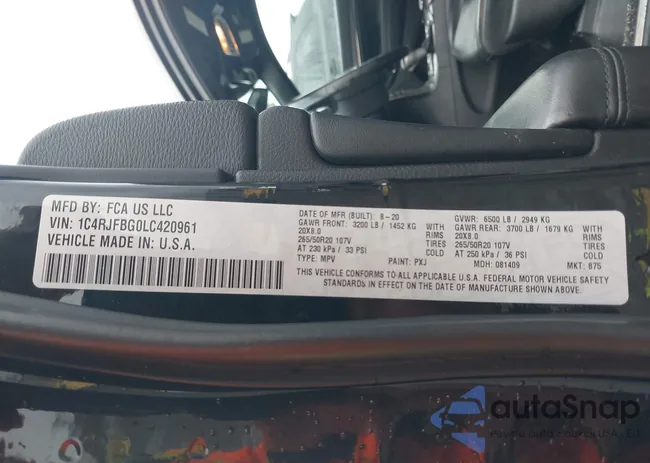 MFD BY: FCA US LLC
VIN: 1C4RJFBG0LC420961
VEHICLE MADE IN: U.S.A.
DATE OF MFR (BUILT): 8-20 GVWR: 6500 LB / 2949 KG
GAWR FRONT: 3200 LB / 1452 KG GAWR REAR: 3700 LB / 1679 KG
20X8.0 RIMS 20X8.0 RIMS
265/50R20 107V TIRES 265/50R20 107V TIRES
AT 230 kPa / 33 PSI COLD AT 250 kPa / 36 PSI COLD
TYPE: MPV PAINT: PXJ MDH: 081409 MKT: 875
THIS VEHICLE CONFORMS TO ALL APPLICABLE U.S.A. FEDERAL MOTOR VEHICLE SAFETY
STANDARDS IN EFFECT ON THE DATE OF MANUFACTURE SHOWN ABOVE.
autaSnap